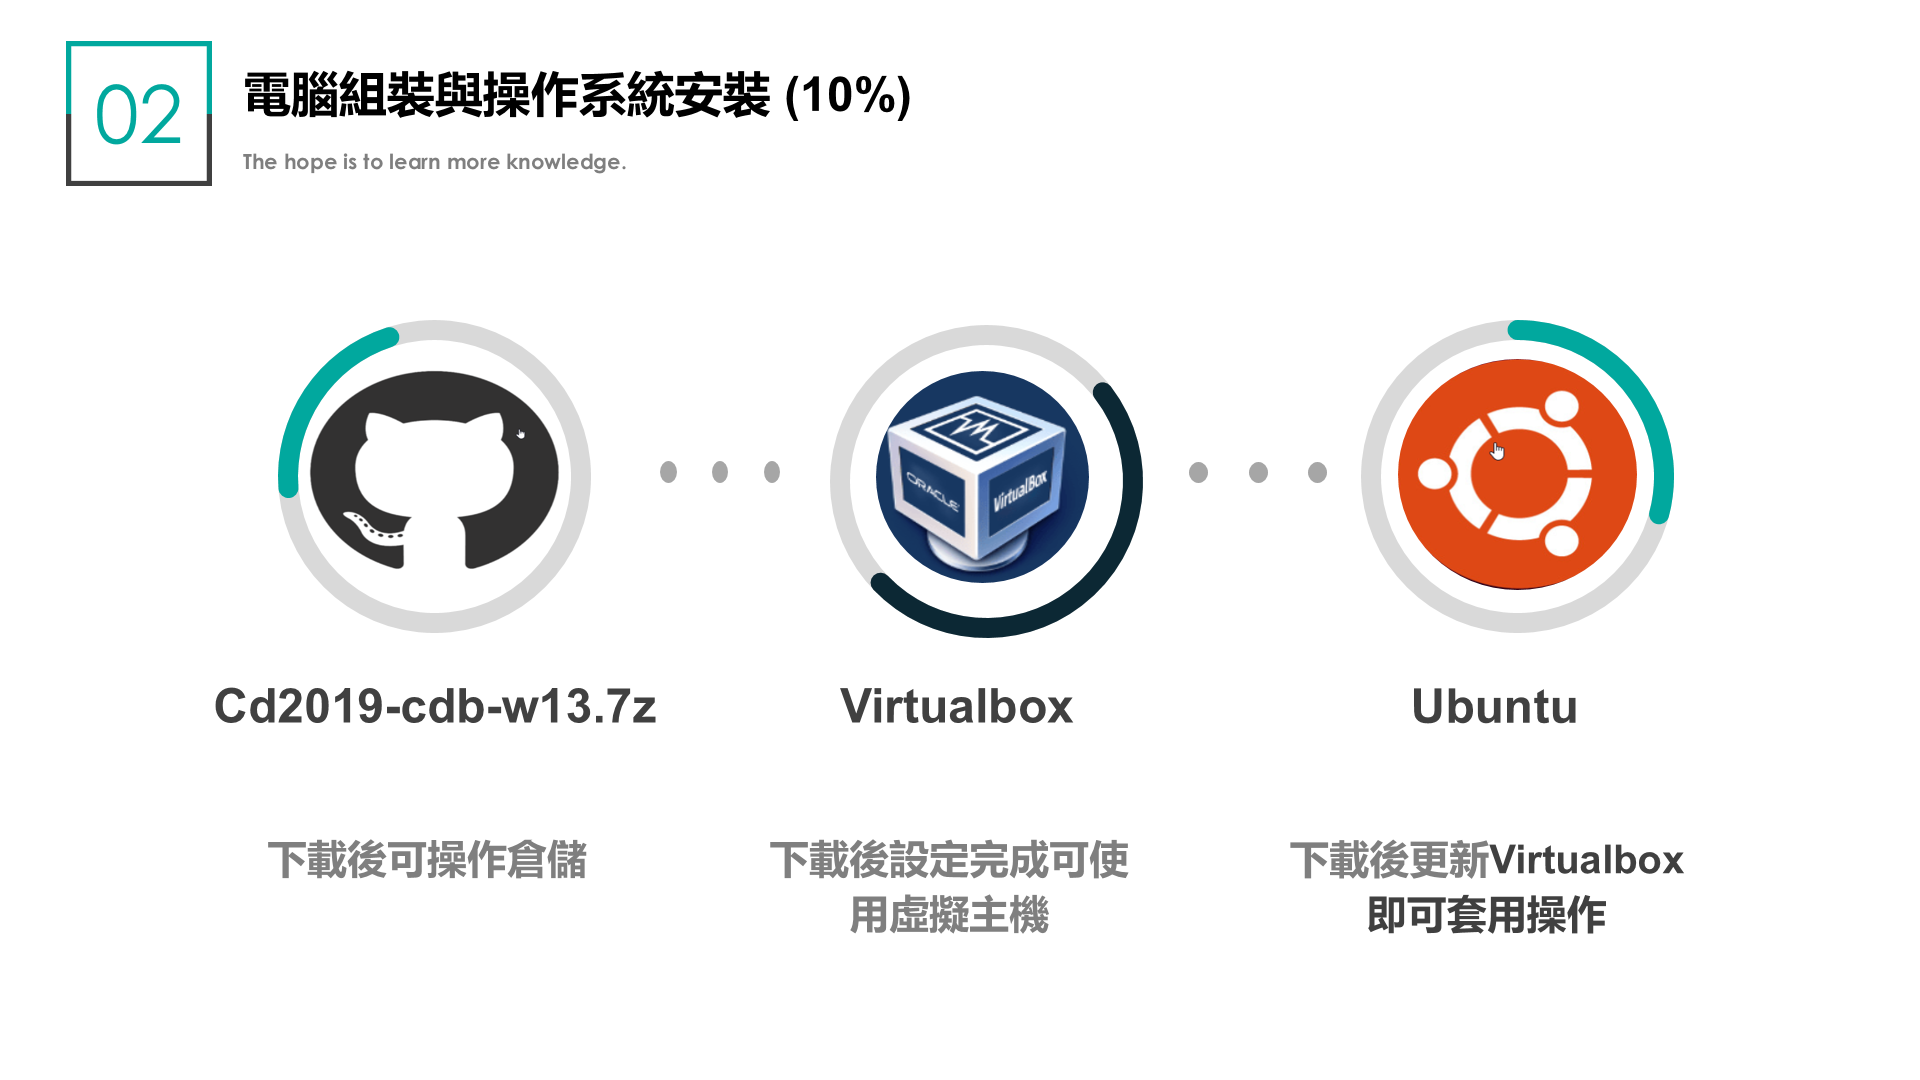 02
電腦組裝與操作系統安裝 (10%)
The hope is to learn more knowledge.
ORACLE
VirtualBox
Cd2019-cdb-w13.7z
Virtualbox
Ubuntu
下載後可操作倉儲
下載後設定完成可使
用虛擬主機
下載後更新Virtualbox
即可套用操作